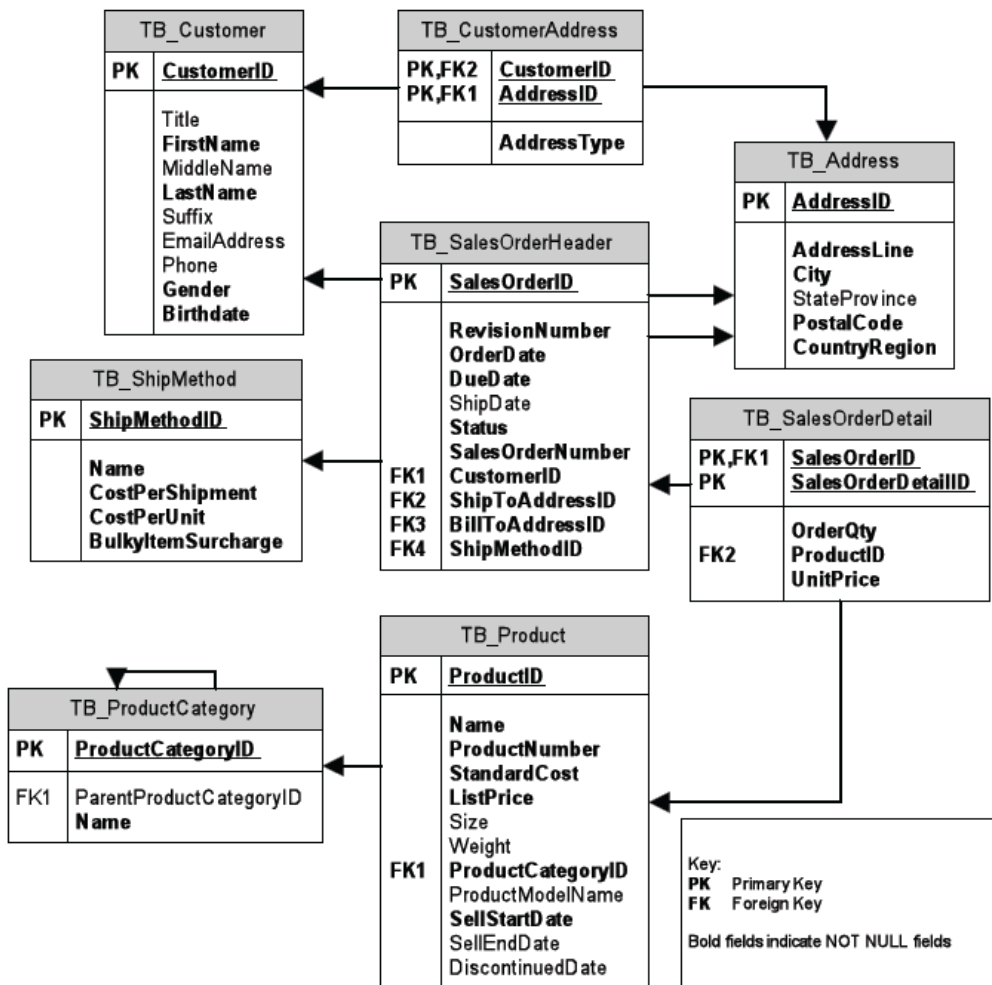 TB_Customer
PK CustomerID
Title
FirstName
MiddleName
LastName
Suffix
EmailAddress
Phone
Gender
Birthdate
TB_CustomerAddress
PK,FK2 CustomerID
PK,FK1 AddressID
AddressType
TB_Address
PK AddressID
AddressLine
City
StateProvince
PostalCode
CountryRegion
TB_SalesOrderHeader
PK SalesOrderID
RevisionNumber
OrderDate
DueDate
ShipDate
Status
SalesOrderNumber
FK1 CustomerID
FK2 ShipToAddressID
FK3 BillToAddressID
FK4 ShipMethodID
TB_ShipMethod
PK ShipMethodID
Name
CostPerShipment
CostPerUnit
BulkyItemSurcharge
TB_SalesOrderDetail
PK,FK1 SalesOrderID
PK SalesOrderDetailID
OrderQty
FK2 ProductID
UnitPrice
TB_Product
PK ProductID
Name
ProductNumber
StandardCost
ListPrice
Size
Weight
FK1 ProductCategoryID
ProductModelName
SellStartDate
SellEndDate
DiscontinuedDate
TB_ProductCategory
PK ProductCategoryID
FK1 ParentProductCategoryID
Name
Key:
PK Primary Key
FK Foreign Key
Bold fields indicate NOT NULL fields